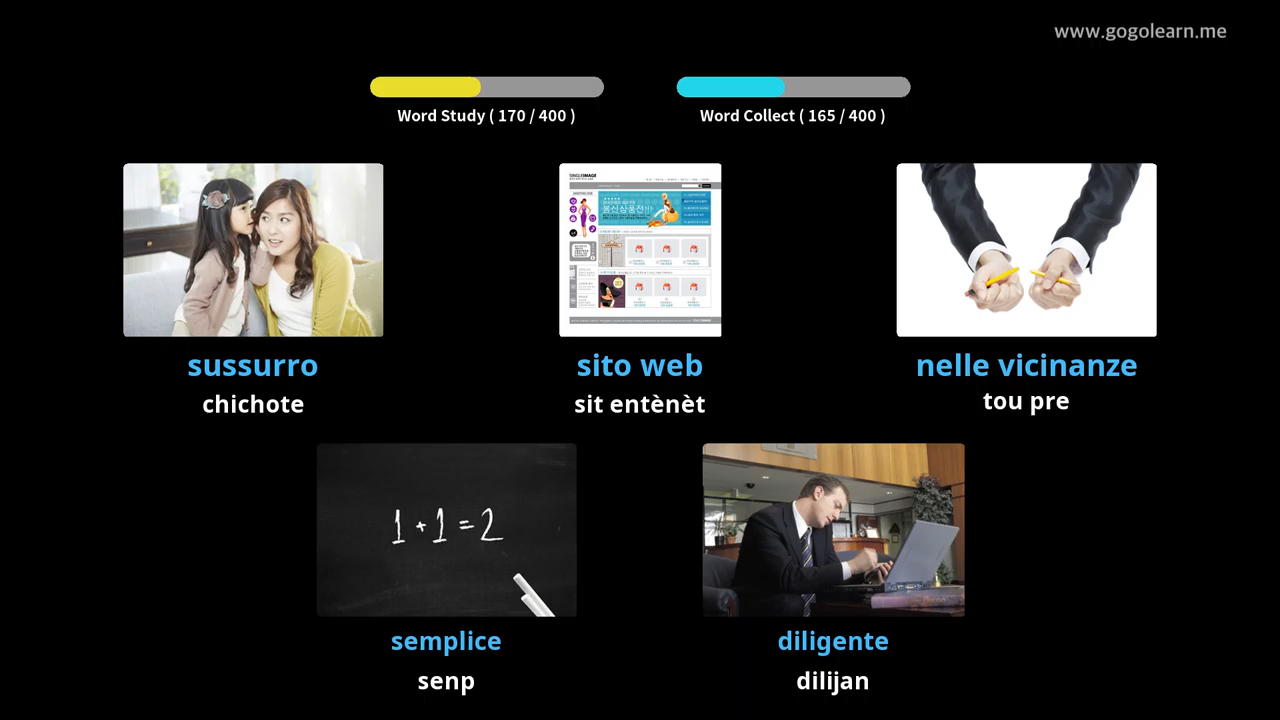 www.gogolearn.me
Word Study ( 170 / 400 )
Word Collect ( 165 / 400 )
sussurro
chichote
sito web
sit entènèt
nelle vicinanze
tou pre
1 + 1 = 2
semplice
senp
diligente
dilijan